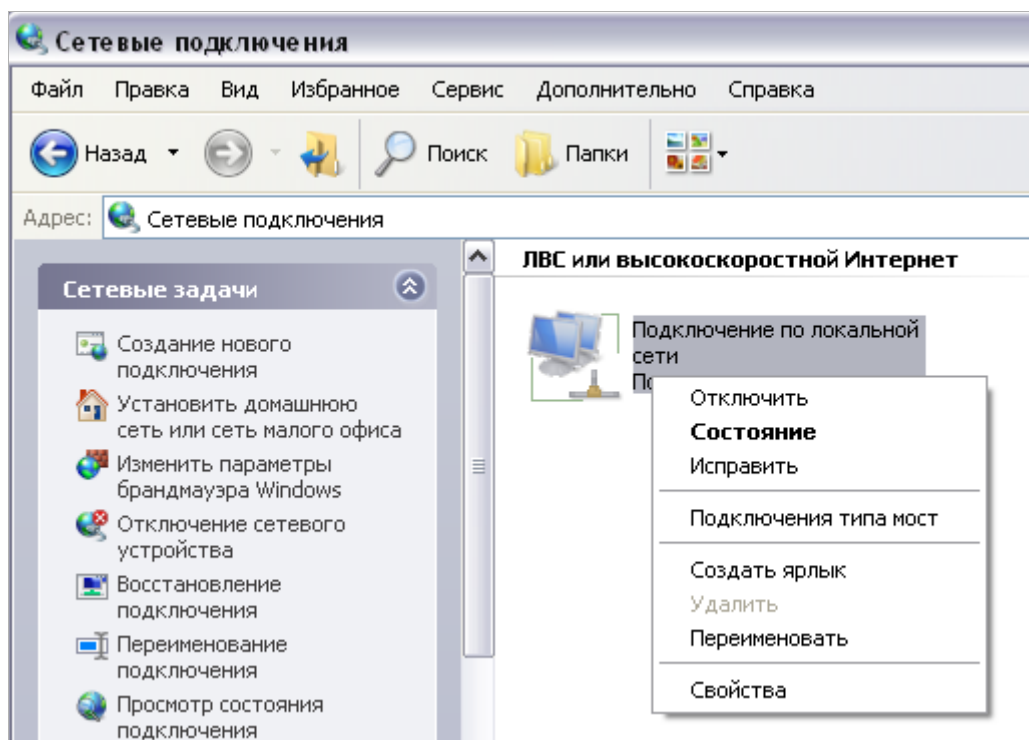 Сетевые подключения
Файл Правка Вид Избранное Сервис Дополнительно Справка
Назад Поиск Папки
Адрес: Сетевые подключения
Сетевые задачи
Создание нового
подключения
Установить домашнюю
сеть или сеть малого офиса
Изменить параметры
брандмауэра Windows
Отключение сетевого
устройства
Восстановление
подключения
Переименование
подключения
Просмотр состояния
подключения
ЛВС или высокоскоростной Интернет
Подключение по локальной
сети
Отключить
Состояние
Исправить
Подключения типа мост
Создать ярлык
Удалить
Переименовать
Свойства